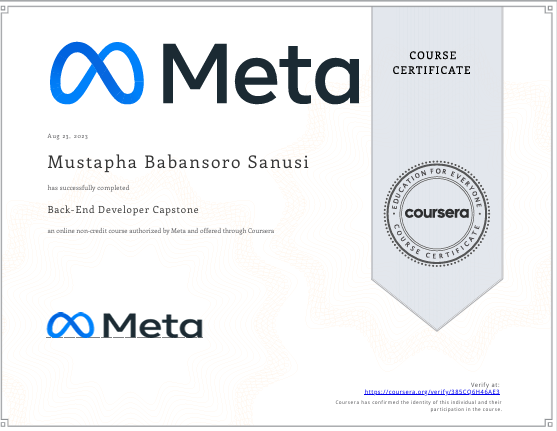 Meta
COURSE
CERTIFICATE
Aug 23, 2023
Mustapha Babansoro Sanusi
has successfully completed
Back-End Developer Capstone
an online non-credit course authorized by Meta and offered through Coursera
EDUCATION FOR EVERYONE
coursera
COURSE CERTIFICATE
Meta
Verify at:
https://coursera.org/verify/385CQ6H46AE3
Coursera has confirmed the identity of this individual and their
participation in the course.